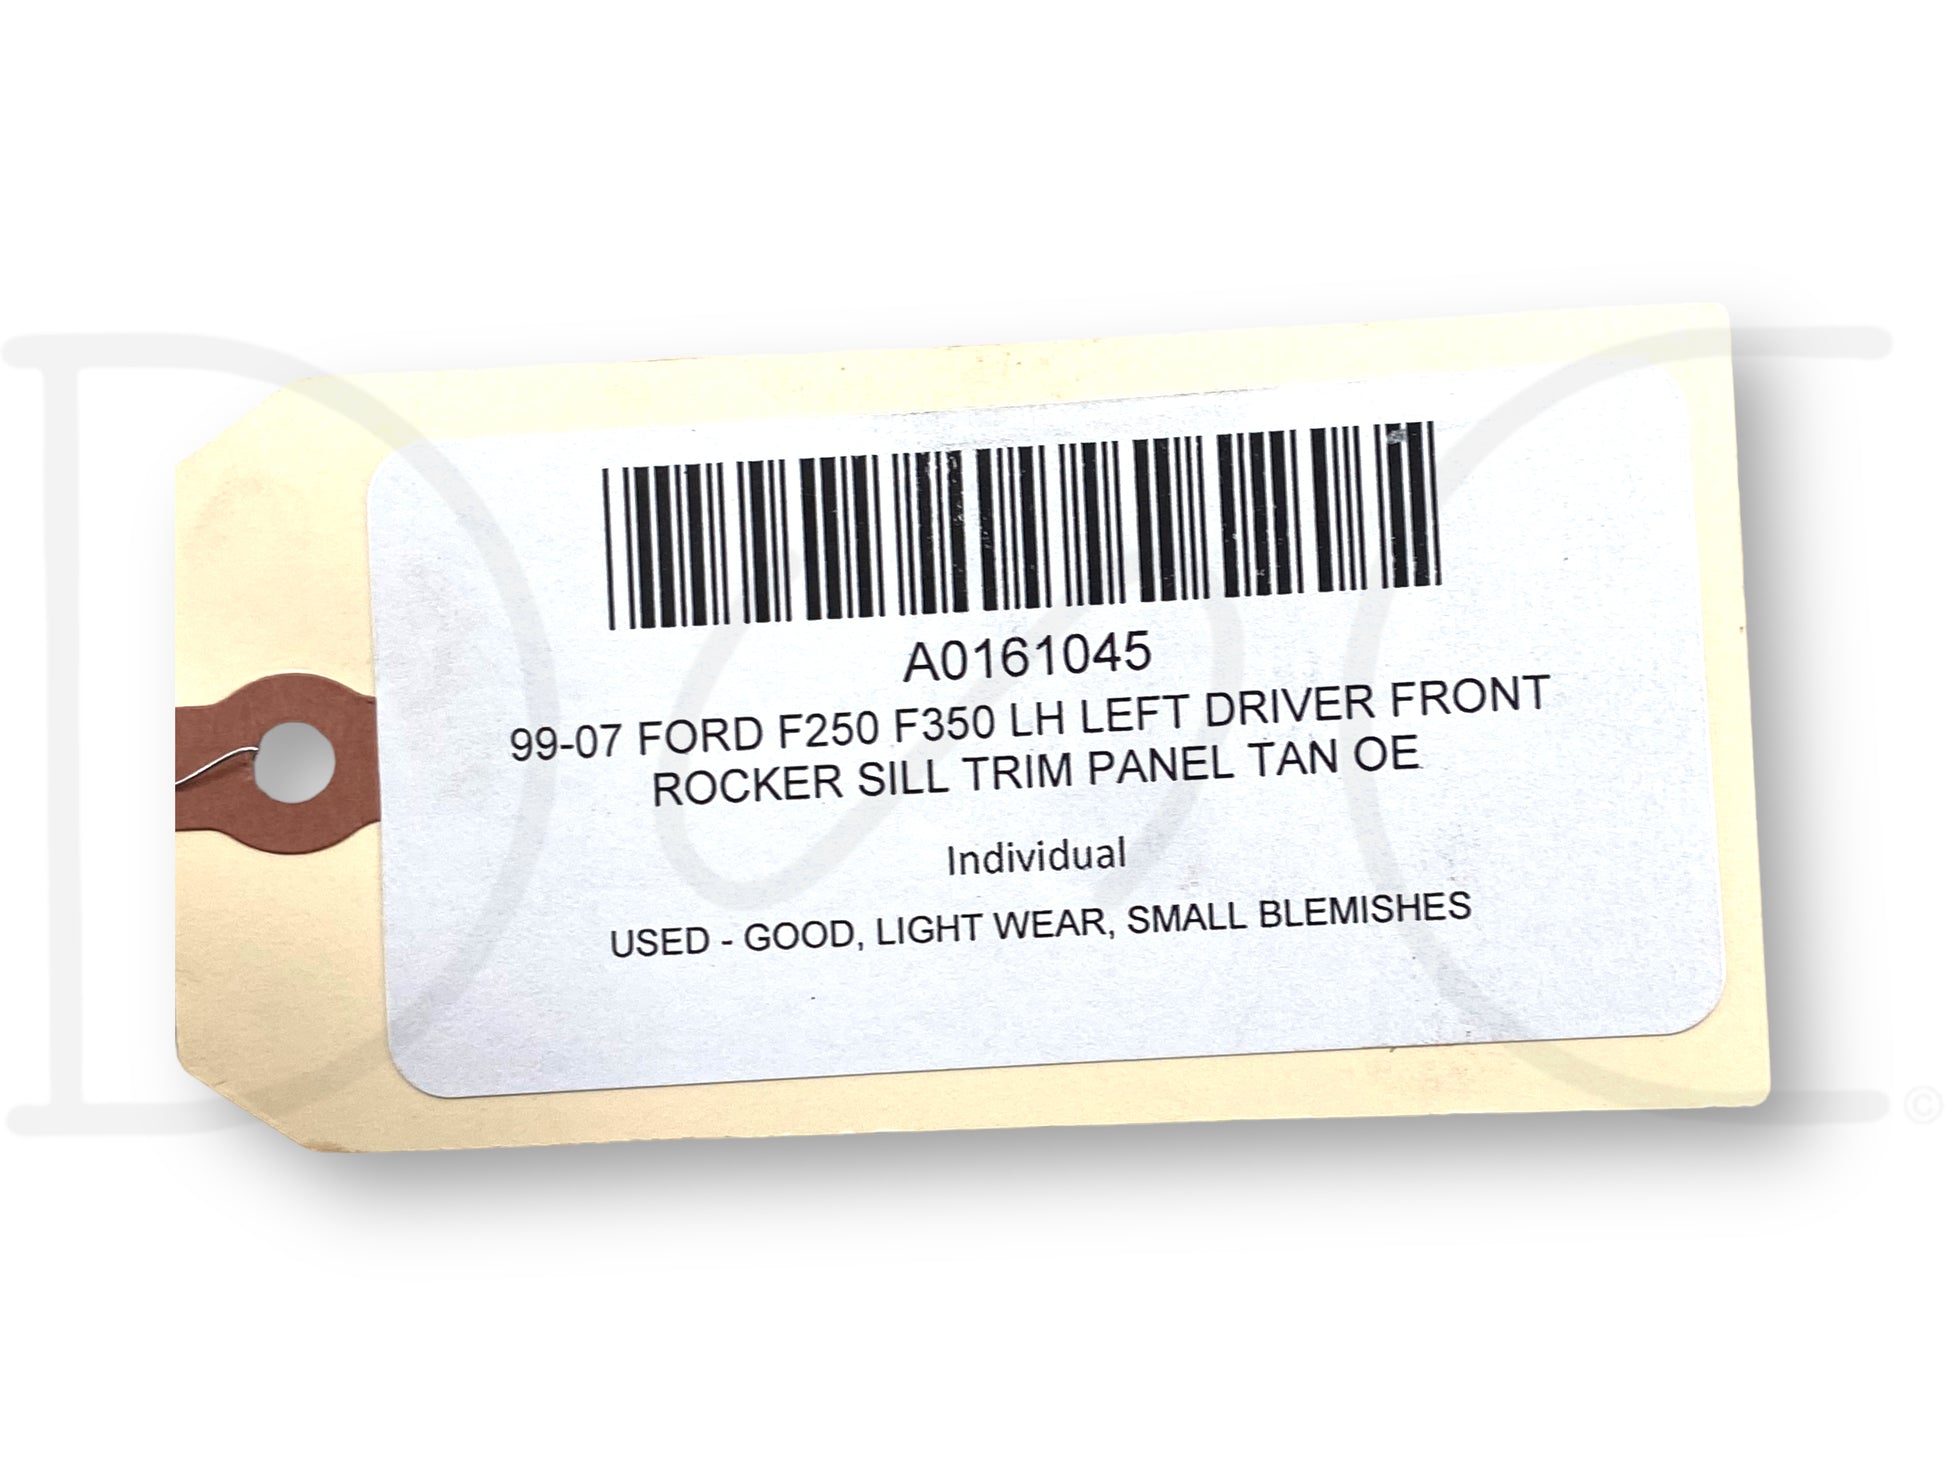 A0161045
99-07 FORD F250 F350 LH LEFT DRIVER FRONT
ROCKER SILL TRIM PANEL TAN OE
Individual
USED - GOOD, LIGHT WEAR, SMALL BLEMISHES
©